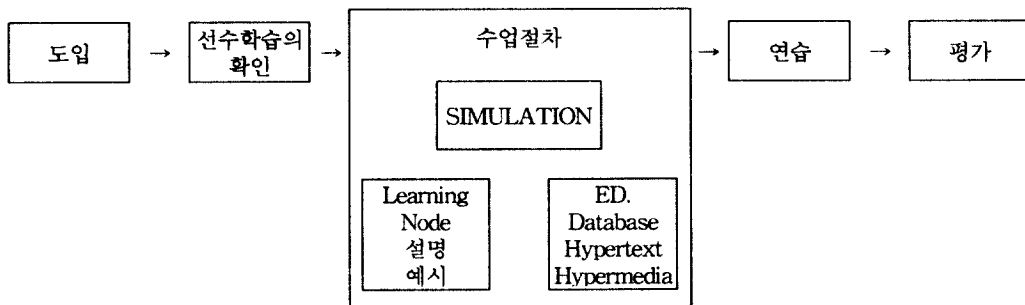 도입
→
선수학습의
확인
→
수업절차
SIMULATION
Learning
Node
설명
예시
ED.
Database
Hypertext
Hypermedia
→
연습
→
평가